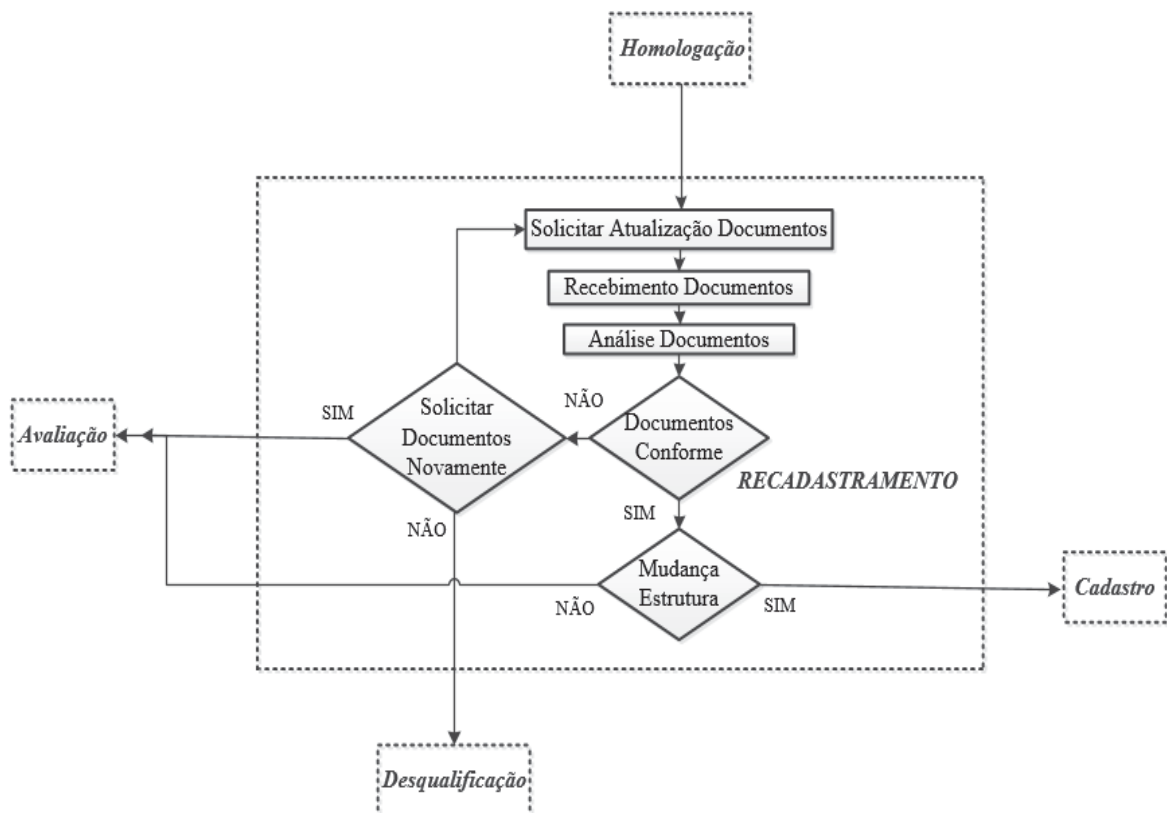 Homologação
Solicitar Atualização Documentos
Recebimento Documentos
Análise Documentos
NÃO
Documentos
Conforme
SIM
Solicitar
Documentos
Novamente
SIM
NÃO
Avaliação
RECADASTRAMENTO
Mudança
Estrutura
NÃO
SIM
Cadastro
Desqualificação